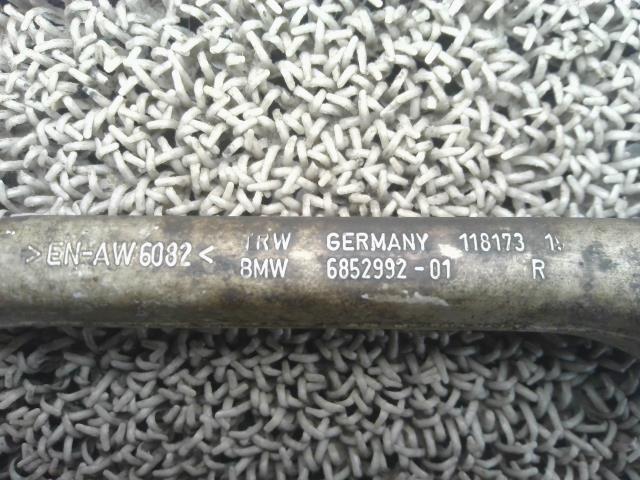 >EN-AW 6082<
TRW GERMANY 118173
BMW 6852992-01 R